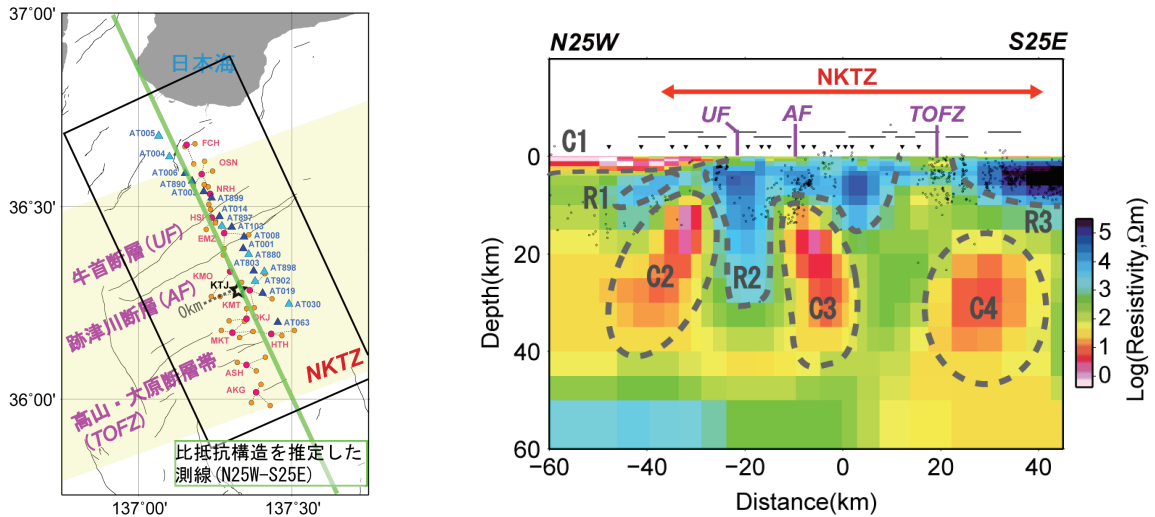 37°00'
36°30'
36°00'
137°00'
137°30'
日本海
AT005
FCH
AT004
OSN
AT006
AT890
NRH
AT899
AT014
HSI
AT897
AT103
EMZ
AT008
AT001
AT880
AT803
AT898
KMO
AT902
KTJ
AT019
0km
KMT
AT030
AT063
MKT
HTH
ASH
AKG
牛首断層(UF)
跡津川断層(AF)
高山・大原断層帯
(TOFZ)
NKTZ
比抵抗構造を推定した
測線(N25W-S25E)
N25W
S25E
NKTZ
UF
AF
TOFZ
C1
R1
R3
C2
R2
C3
C4
0
20
40
60
Depth(km)
−60
−40
−20
0
20
40
Distance(km)
5
4
3
2
1
0
Log(Resistivity,Ωm)